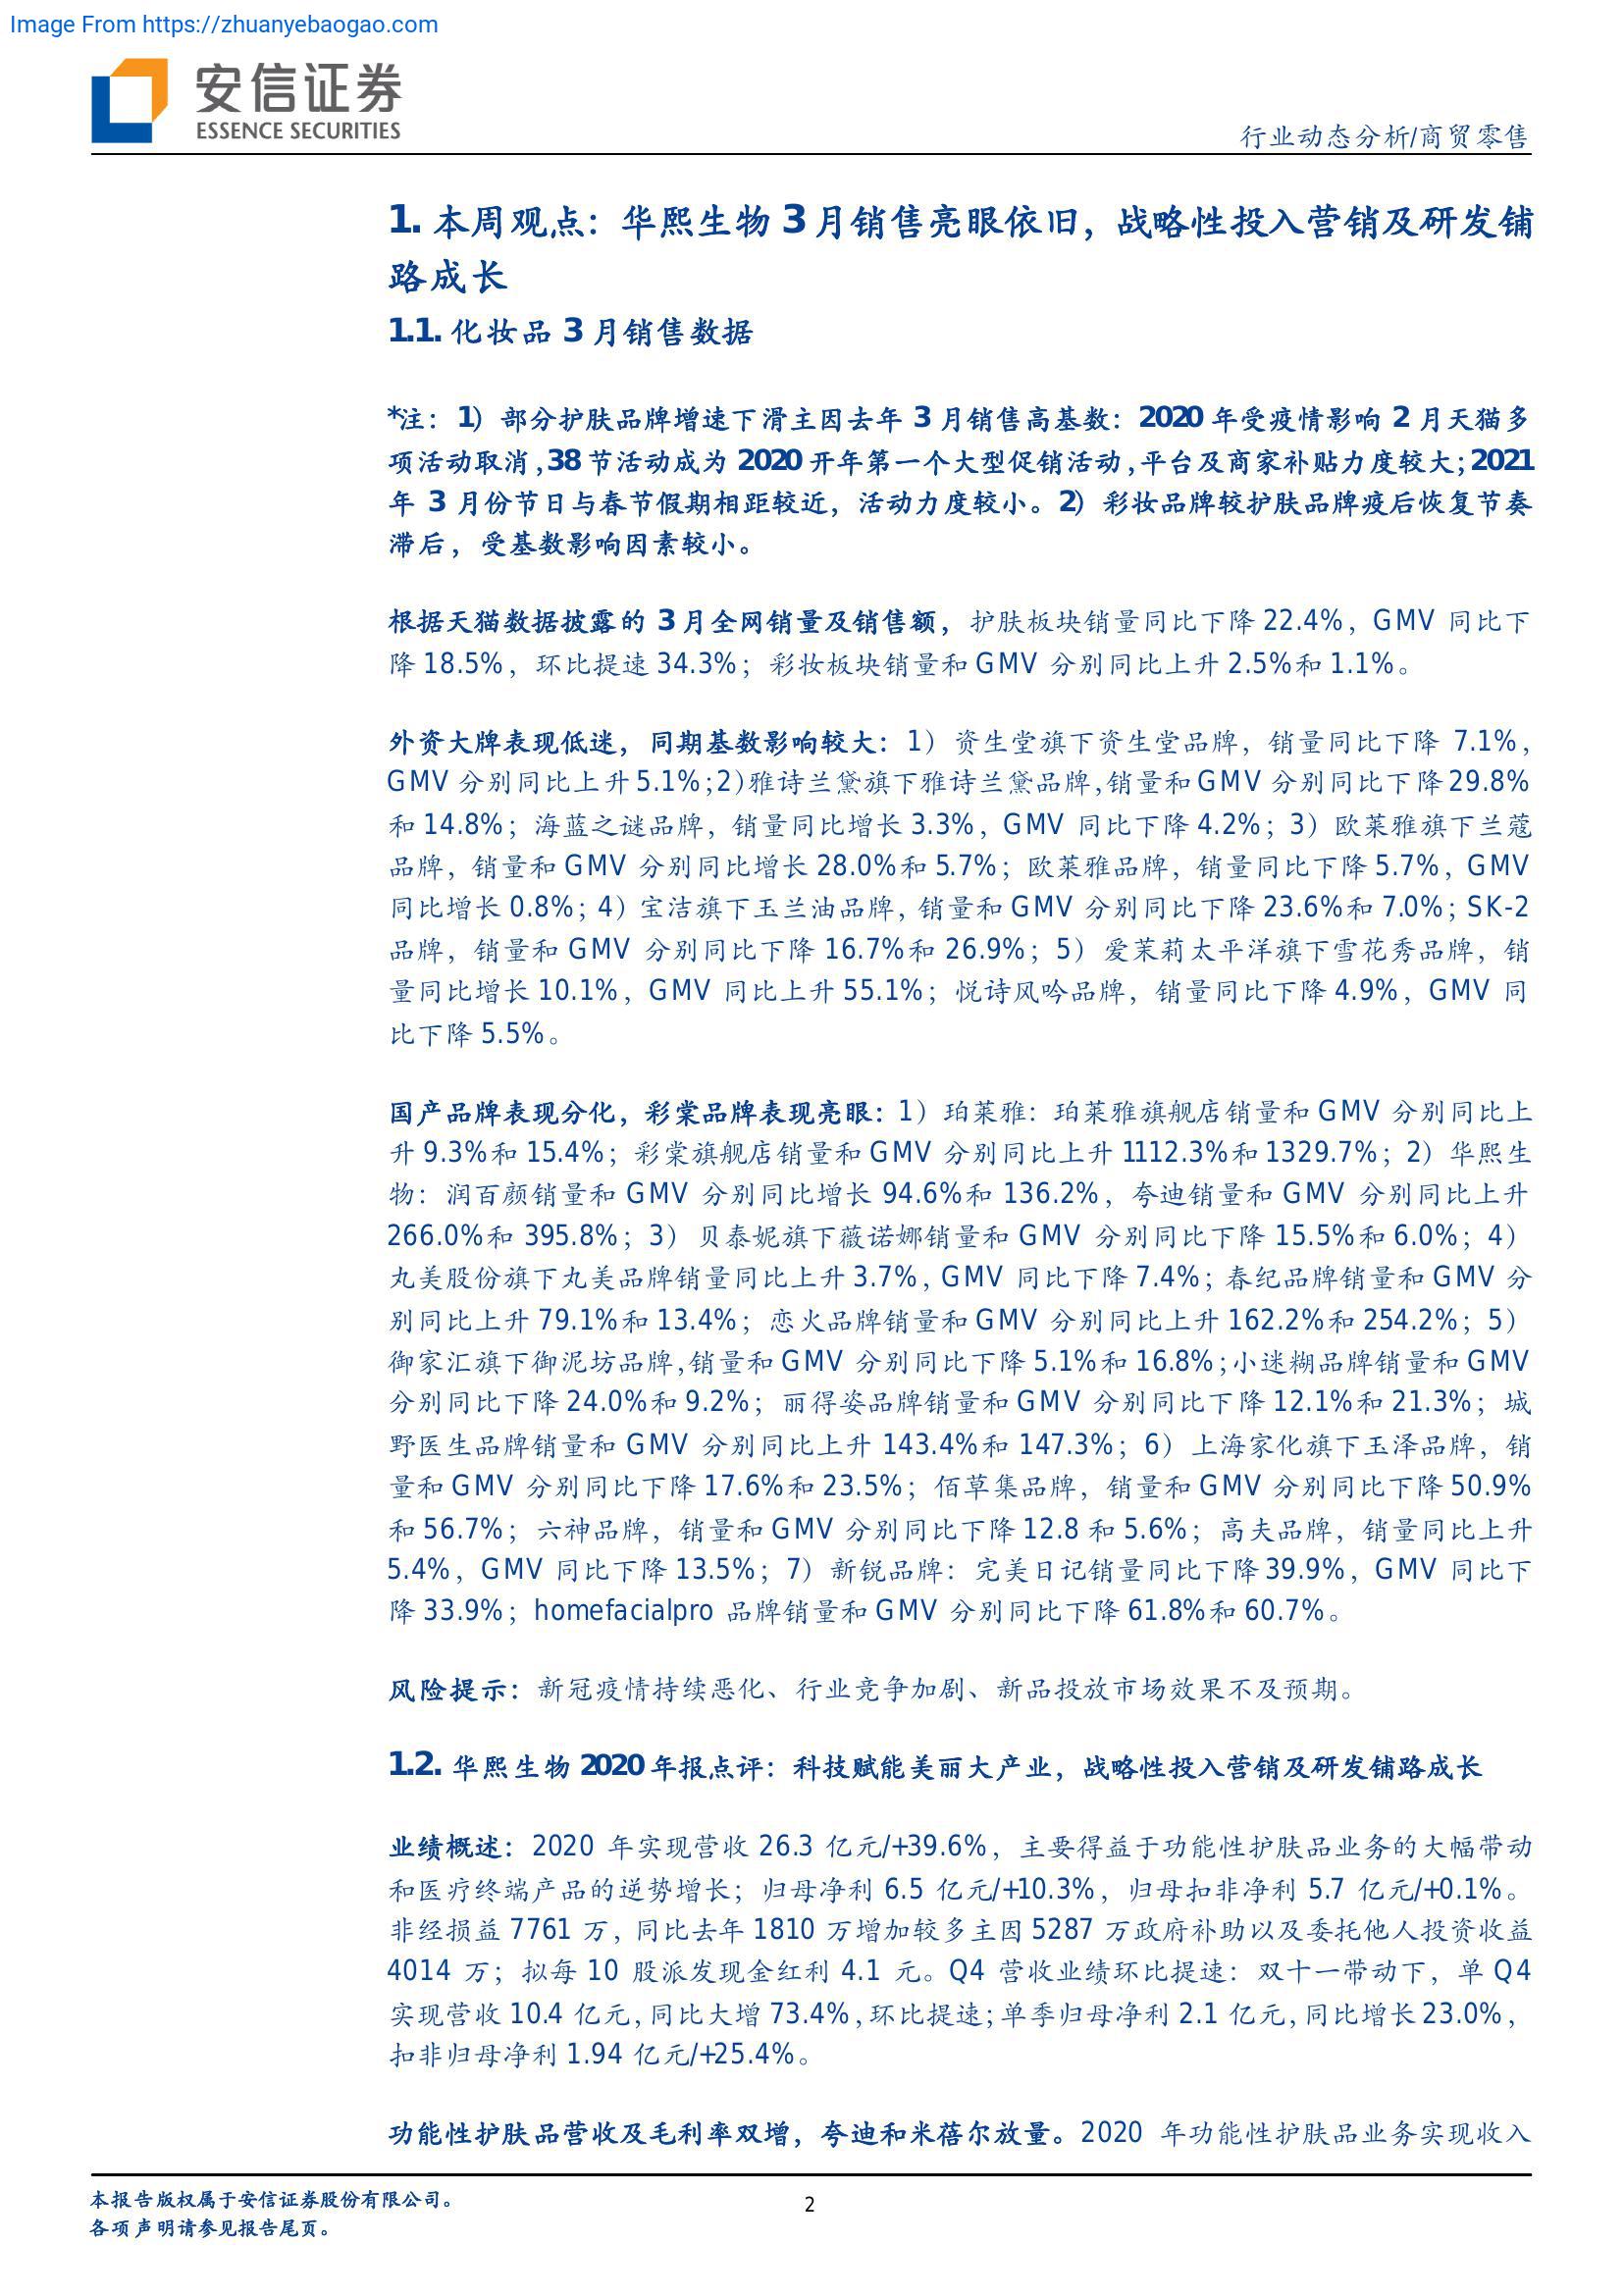 Image From https://zhuanyebaogao.com
安信证券
ESSENCE SECURITIES
行业动态分析/商贸零售
1. 本周观点：华熙生物 3 月销售亮眼依旧，战略性投入营销及研发铺
路成长
1.1. 化妆品 3 月销售数据
*注：1）部分护肤品牌增速下滑主因去年 3 月销售高基数：2020 年受疫情影响 2 月天猫多
项活动取消,38 节活动成为 2020 开年第一个大型促销活动,平台及商家补贴力度较大；2021
年 3 月份节日与春节假期相距较近，活动力度较小。2）彩妆品牌较护肤品牌疫后恢复节奏
滞后，受基数影响因素较小。
根据天猫数据披露的 3 月全网销量及销售额，护肤板块销量同比下降 22.4%，GMV 同比下
降 18.5%，环比提速 34.3%；彩妆板块销量和 GMV 分别同比上升 2.5%和 1.1%。
外资大牌表现低迷，同期基数影响较大：1）资生堂旗下资生堂品牌，销量同比下降 7.1%，
GMV 分别同比上升 5.1%;2)雅诗兰黛旗下雅诗兰黛品牌,销量和 GMV 分别同比下降 29.8%
和 14.8%；海蓝之谜品牌，销量同比增长 3.3%，GMV 同比下降 4.2%；3）欧莱雅旗下兰蔻
品牌，销量和 GMV 分别同比增长 28.0%和 5.7%；欧莱雅品牌，销量同比下降 5.7%，GMV
同比增长 0.8%；4）宝洁旗下玉兰油品牌，销量和 GMV 分别同比下降 23.6%和 7.0%；SK-2
品牌，销量和 GMV 分别同比下降 16.7%和 26.9%；5）爱茉莉太平洋旗下雪花秀品牌，销
量同比增长 10.1%，GMV 同比上升 55.1%；悦诗风吟品牌，销量同比下降 4.9%，GMV 同
比下降 5.5%。
国产品牌表现分化，彩棠品牌表现亮眼：1）珀莱雅：珀莱雅旗舰店销量和 GMV 分别同比上
升 9.3%和 15.4%；彩棠旗舰店销量和 GMV 分别同比上升 1112.3%和 1329.7%；2）华熙生
物：润百颜销量和 GMV 分别同比增长 94.6%和 136.2%，夸迪销量和 GMV 分别同比上升
266.0%和 395.8%；3）贝泰妮旗下薇诺娜销量和 GMV 分别同比下降 15.5%和 6.0%；4）
丸美股份旗下丸美品牌销量同比上升 3.7%，GMV 同比下降 7.4%；春纪品牌销量和 GMV 分
别同比上升 79.1%和 13.4%；恋火品牌销量和 GMV 分别同比上升 162.2%和 254.2%；5）
御家汇旗下御泥坊品牌,销量和 GMV 分别同比下降 5.1%和 16.8%;小迷糊品牌销量和 GMV
分别同比下降 24.0%和 9.2%；丽得姿品牌销量和 GMV 分别同比下降 12.1%和 21.3%；城
野医生品牌销量和 GMV 分别同比上升 143.4%和 147.3%；6）上海家化旗下玉泽品牌，销
量和 GMV 分别同比下降 17.6%和 23.5%；佰草集品牌，销量和 GMV 分别同比下降 50.9%
和 56.7%；六神品牌，销量和 GMV 分别同比下降 12.8 和 5.6%；高夫品牌，销量同比上升
5.4%，GMV 同比下降 13.5%；7）新锐品牌：完美日记销量同比下降 39.9%，GMV 同比下
降 33.9%；homefacialpro 品牌销量和 GMV 分别同比下降 61.8%和 60.7%。
风险提示：新冠疫情持续恶化、行业竞争加剧、新品投放市场效果不及预期。
1.2. 华熙生物 2020 年报点评：科技赋能美丽大产业，战略性投入营销及研发铺路成长
业绩概述：2020 年实现营收 26.3 亿元/+39.6%，主要得益于功能性护肤品业务的大幅带动
和医疗终端产品的逆势增长；归母净利 6.5 亿元/+10.3%，归母扣非净利 5.7 亿元/+0.1%。
非经损益 7761 万，同比去年 1810 万增加较多主因 5287 万政府补助以及委托他人投资收益
4014 万；拟每 10 股派发现金红利 4.1 元。Q4 营收业绩环比提速：双十一带动下，单 Q4
实现营收 10.4 亿元,同比大增 73.4%,环比提速;单季归母净利 2.1 亿元,同比增长 23.0%，
扣非归母净利 1.94 亿元/+25.4%。
功能性护肤品营收及毛利率双增，夸迪和米蓓尔放量。2020 年功能性护肤品业务实现收入
本报告版权属于安信证券股份有限公司。
2
各项声明请参见报告尾页。